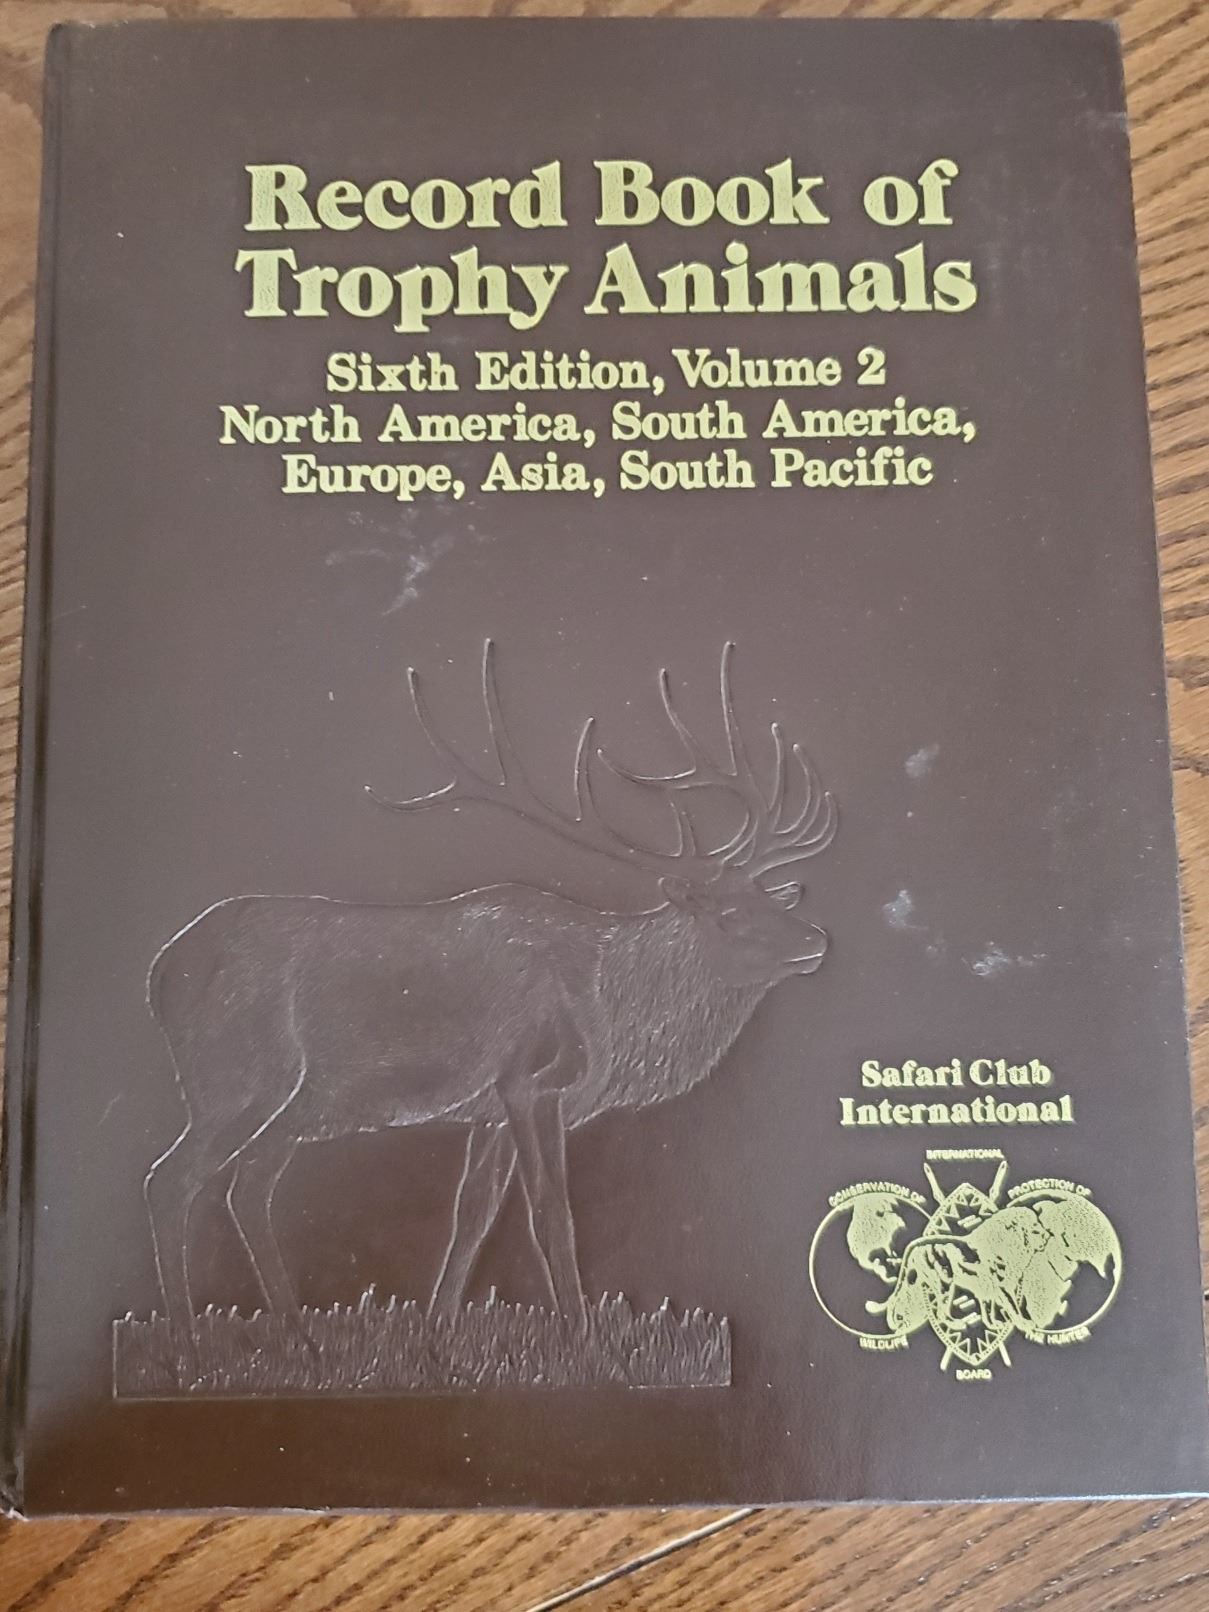 Record Book of
Trophy Animals
Sixth Edition, Volume 2
North America, South America,
Europe, Asia, South Pacific
Safari Club
International
INTERNATIONAL
CONSERVATION OF
PROTECTION OF
WILDLIFE
THE HUNTER
BOARD